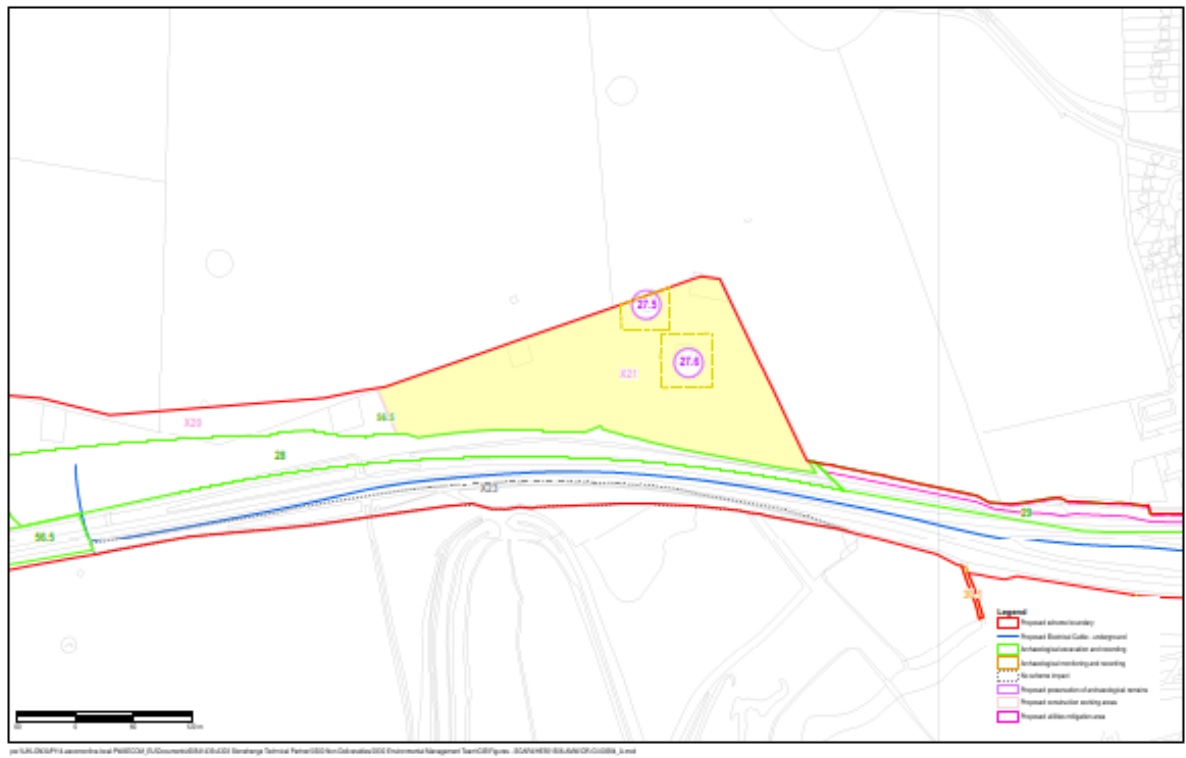 27.5
27.6
X21
X20
56.5
28
X23
56.5
29
Legend
Proposed scheme boundary
Proposed Electrical Cable - underground
Archaeological excavation and recording
Archaeological monitoring and recording
No scheme impact
Proposed preservation of archaeological remains
Proposed construction working areas
Proposed utilities mitigation area